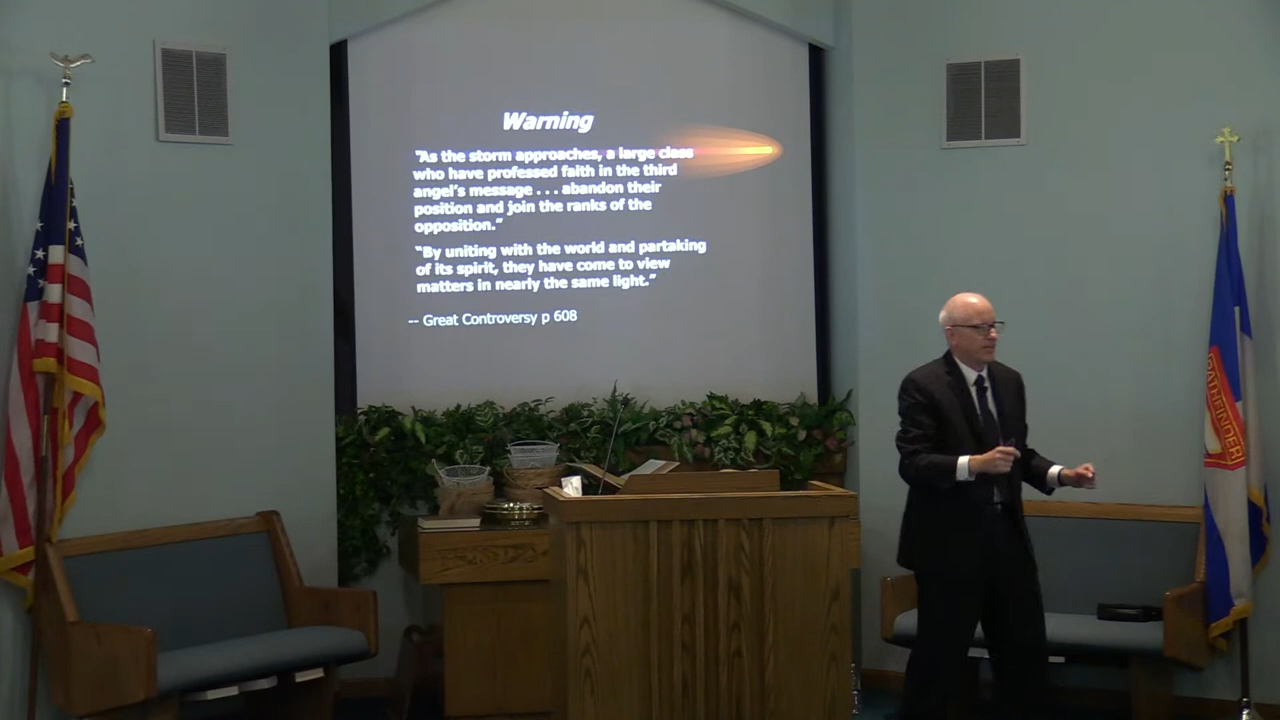 Warning
"As the storm approaches, a large class
who have professed faith in the third
angel's message . . . abandon their
position and join the ranks of the
opposition."
"By uniting with the world and partaking
of its spirit, they have come to view
matters in nearly the same light."
-- Great Controversy p 608
PATHFINDER